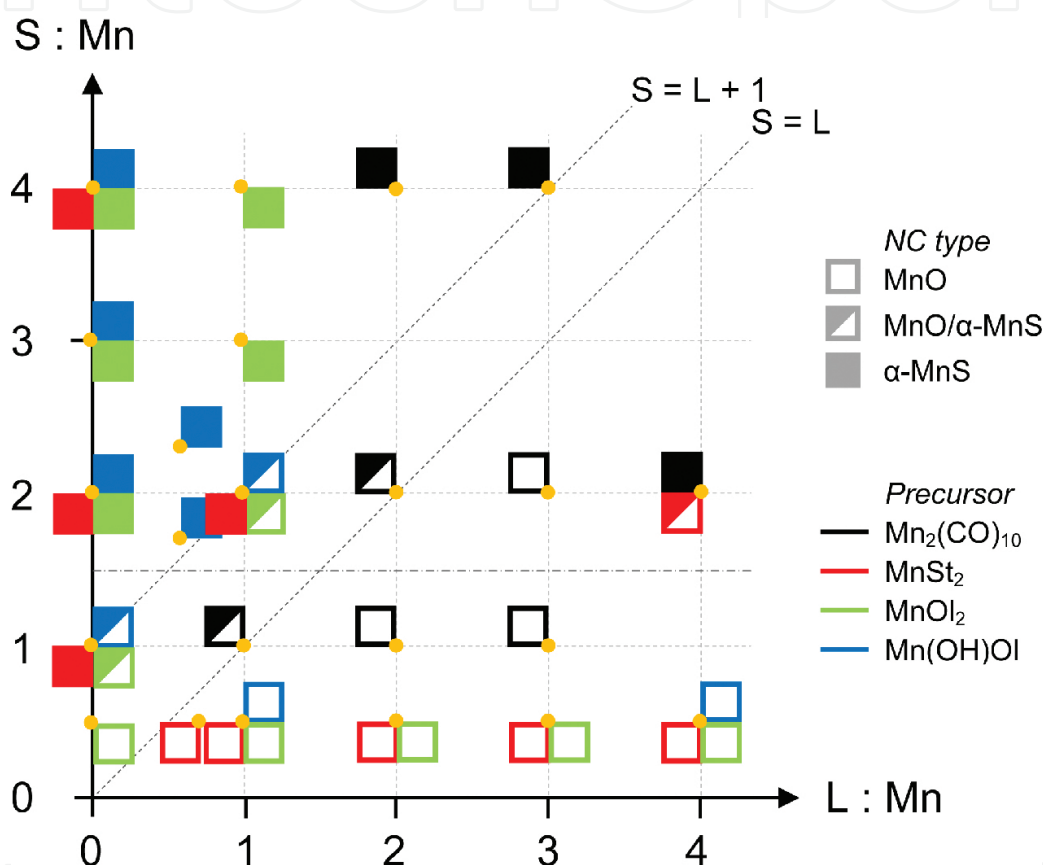 S : Mn
S = L + 1
S = L
4
3
2
1
0
0
1
2
3
4
L : Mn
NC type
MnO
MnO/α-MnS
α-MnS
Precursor
Mn₂(CO)₁₀
MnSt₂
MnOl₂
Mn(OH)Ol